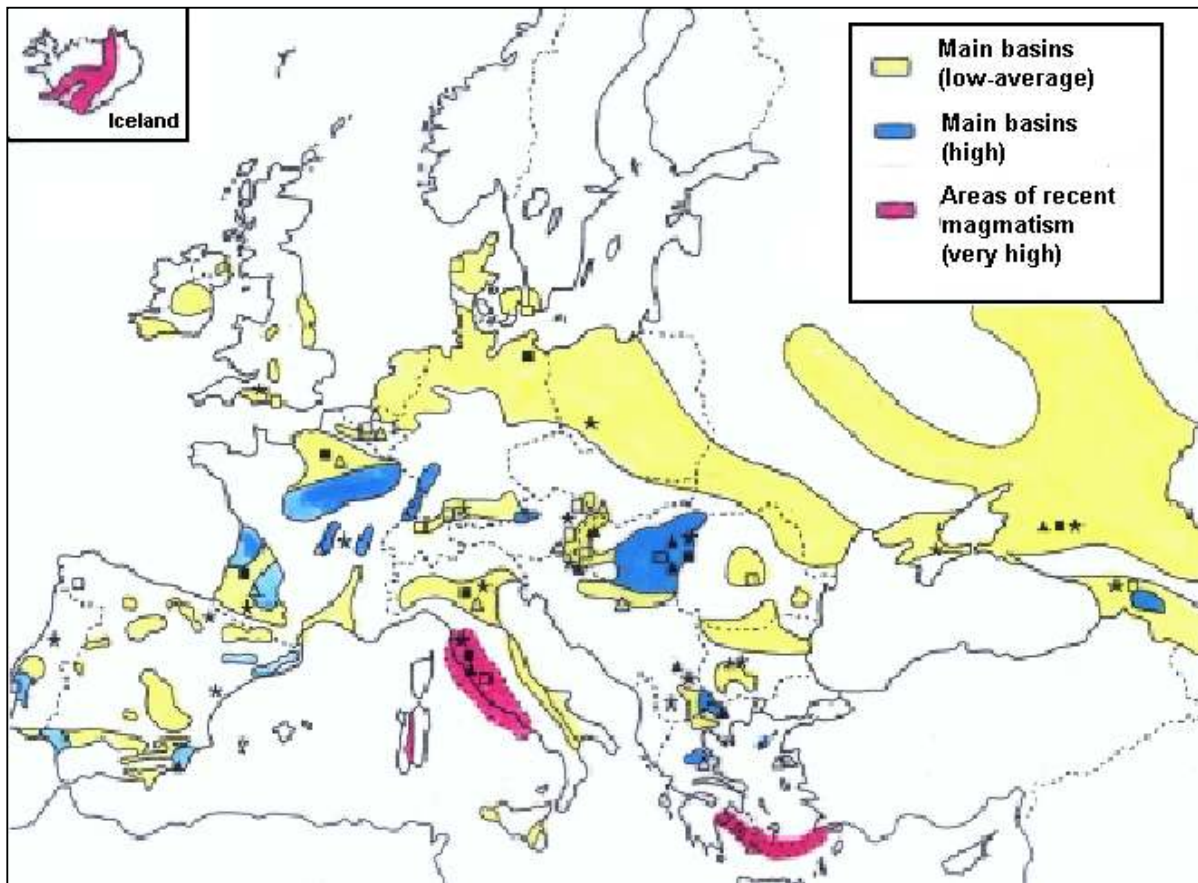 Iceland
Main basins
(low-average)
Main basins
(high)
Areas of recent
magmatism
(very high)